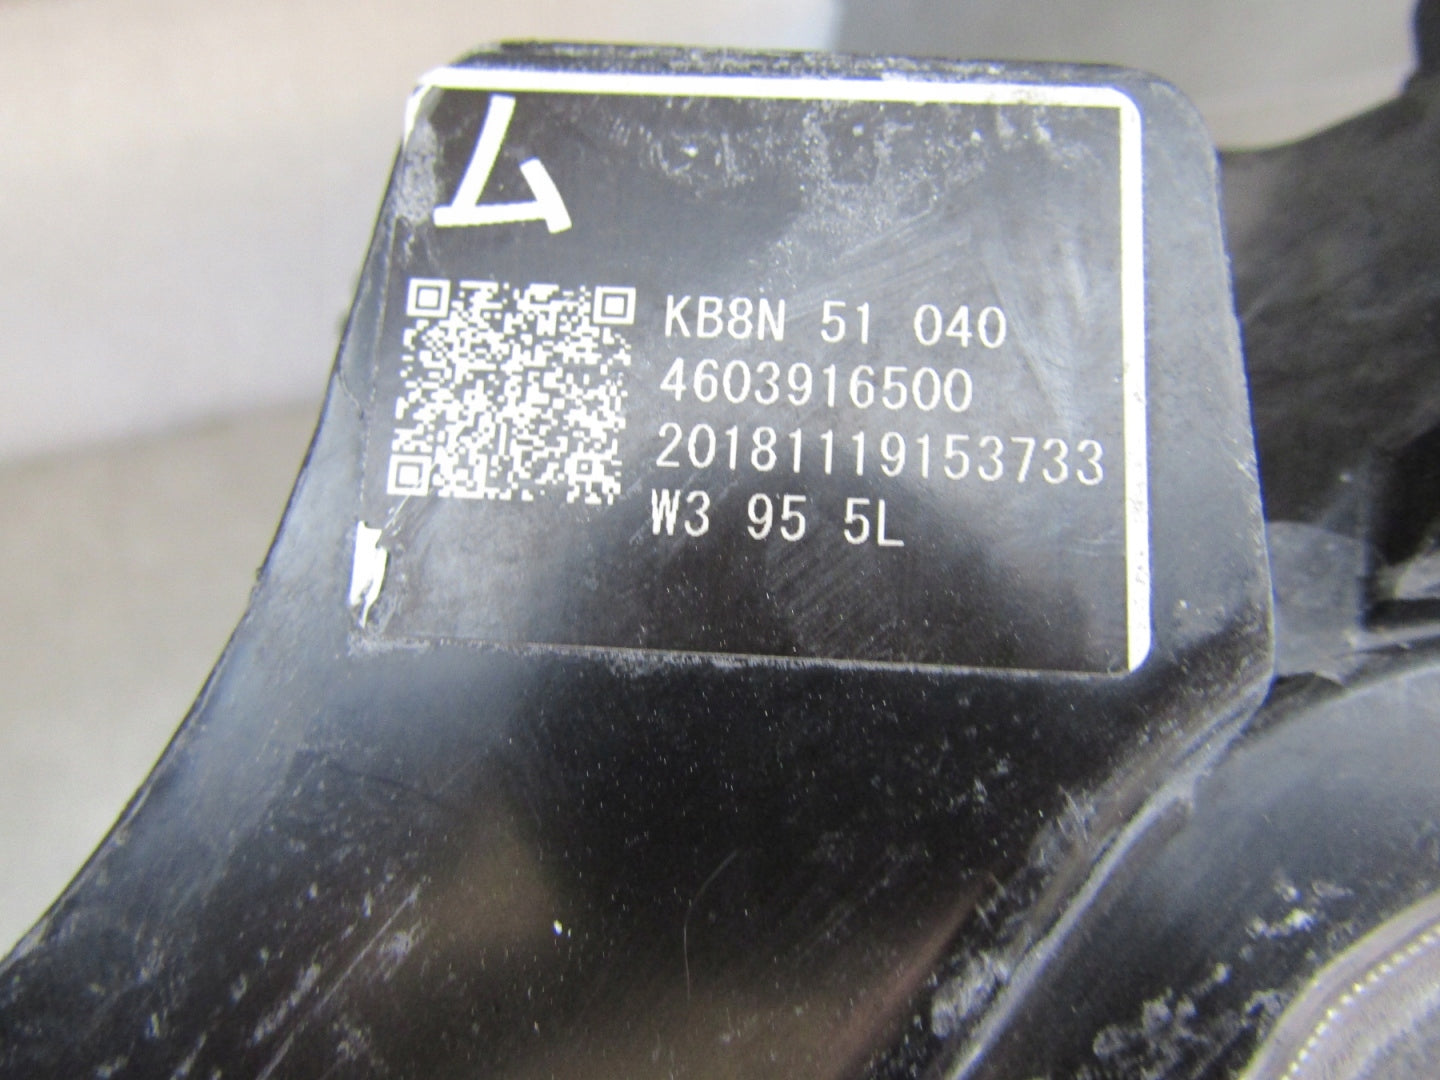 ム
KB8N 51 040
4603916500
20181119153733
W3 95 5L